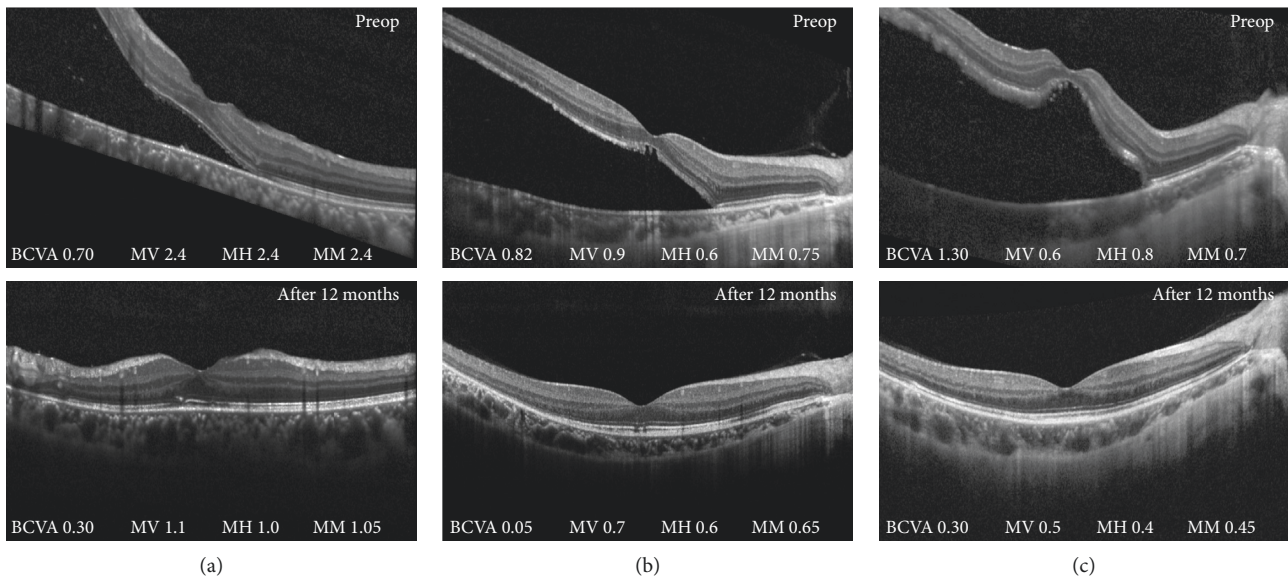 Preop
BCVA 0.70 MV 2.4 MH 2.4 MM 2.4
Preop
BCVA 0.82 MV 0.9 MH 0.6 MM 0.75
Preop
BCVA 1.30 MV 0.6 MH 0.8 MM 0.7
After 12 months
BCVA 0.30 MV 1.1 MH 1.0 MM 1.05
After 12 months
BCVA 0.05 MV 0.7 MH 0.6 MM 0.65
After 12 months
BCVA 0.30 MV 0.5 MH 0.4 MM 0.45
(a)
(b)
(c)